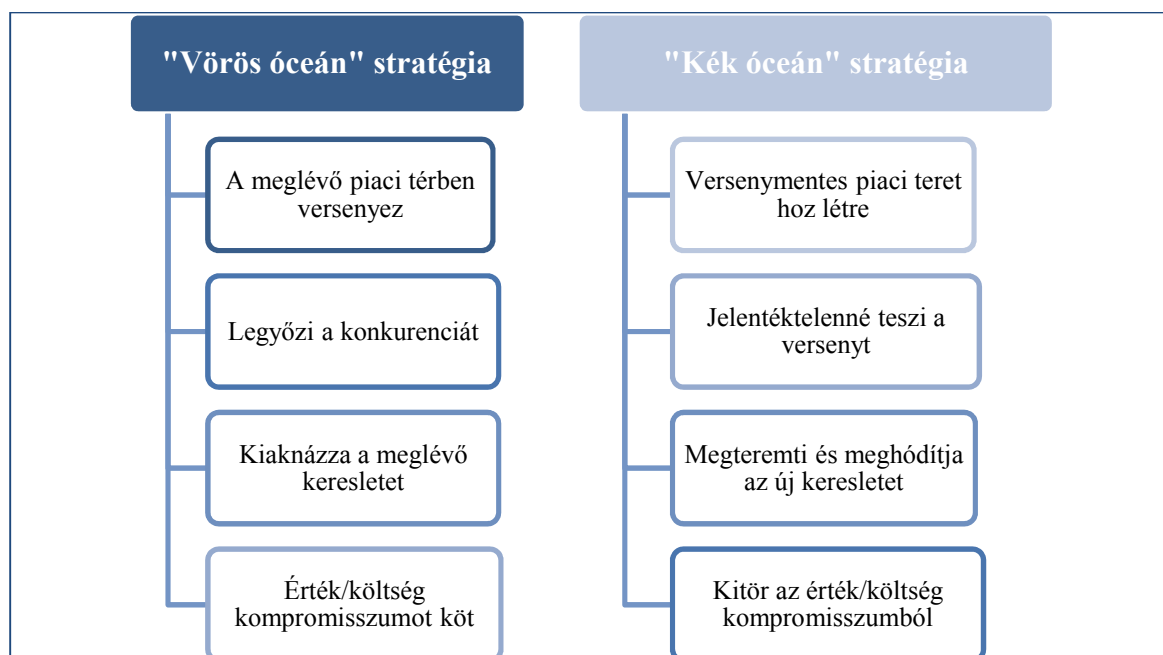 "Vörös óceán" stratégia
A meglévő piaci térben
versenyez
Legyőzi a konkurenciát
Kiaknázza a meglévő
keresletet
Érték/költség
kompromisszumot köt
"Kék óceán" stratégia
Versenymentes piaci teret
hoz létre
Jelentéktelenné teszi a
versenyt
Megteremti és meghódítja
az új keresletet
Kitör az érték/költség
kompromisszumból